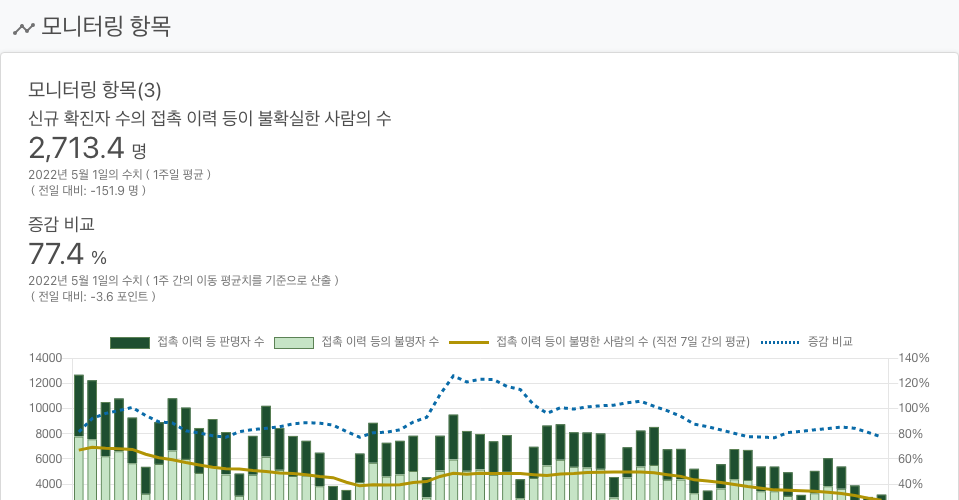 모니터링 항목
모니터링 항목(3)
신규 확진자 수의 접촉 이력 등이 불확실한 사람의 수
2,713.4 명
2022년 5월 1일의 수치 ( 1주일 평균 )
( 전일 대비: -151.9 명 )
증감 비교
77.4 %
2022년 5월 1일의 수치 ( 1주 간의 이동 평균치를 기준으로 산출 )
( 전일 대비: -3.6 포인트 )
접촉 이력 등 판명자 수 접촉 이력 등의 불명자 수 접촉 이력 등이 불명한 사람의 수 (직전 7일 간의 평균) 증감 비교
14000 140%
12000 120%
10000 100%
8000 80%
6000 60%
4000 40%